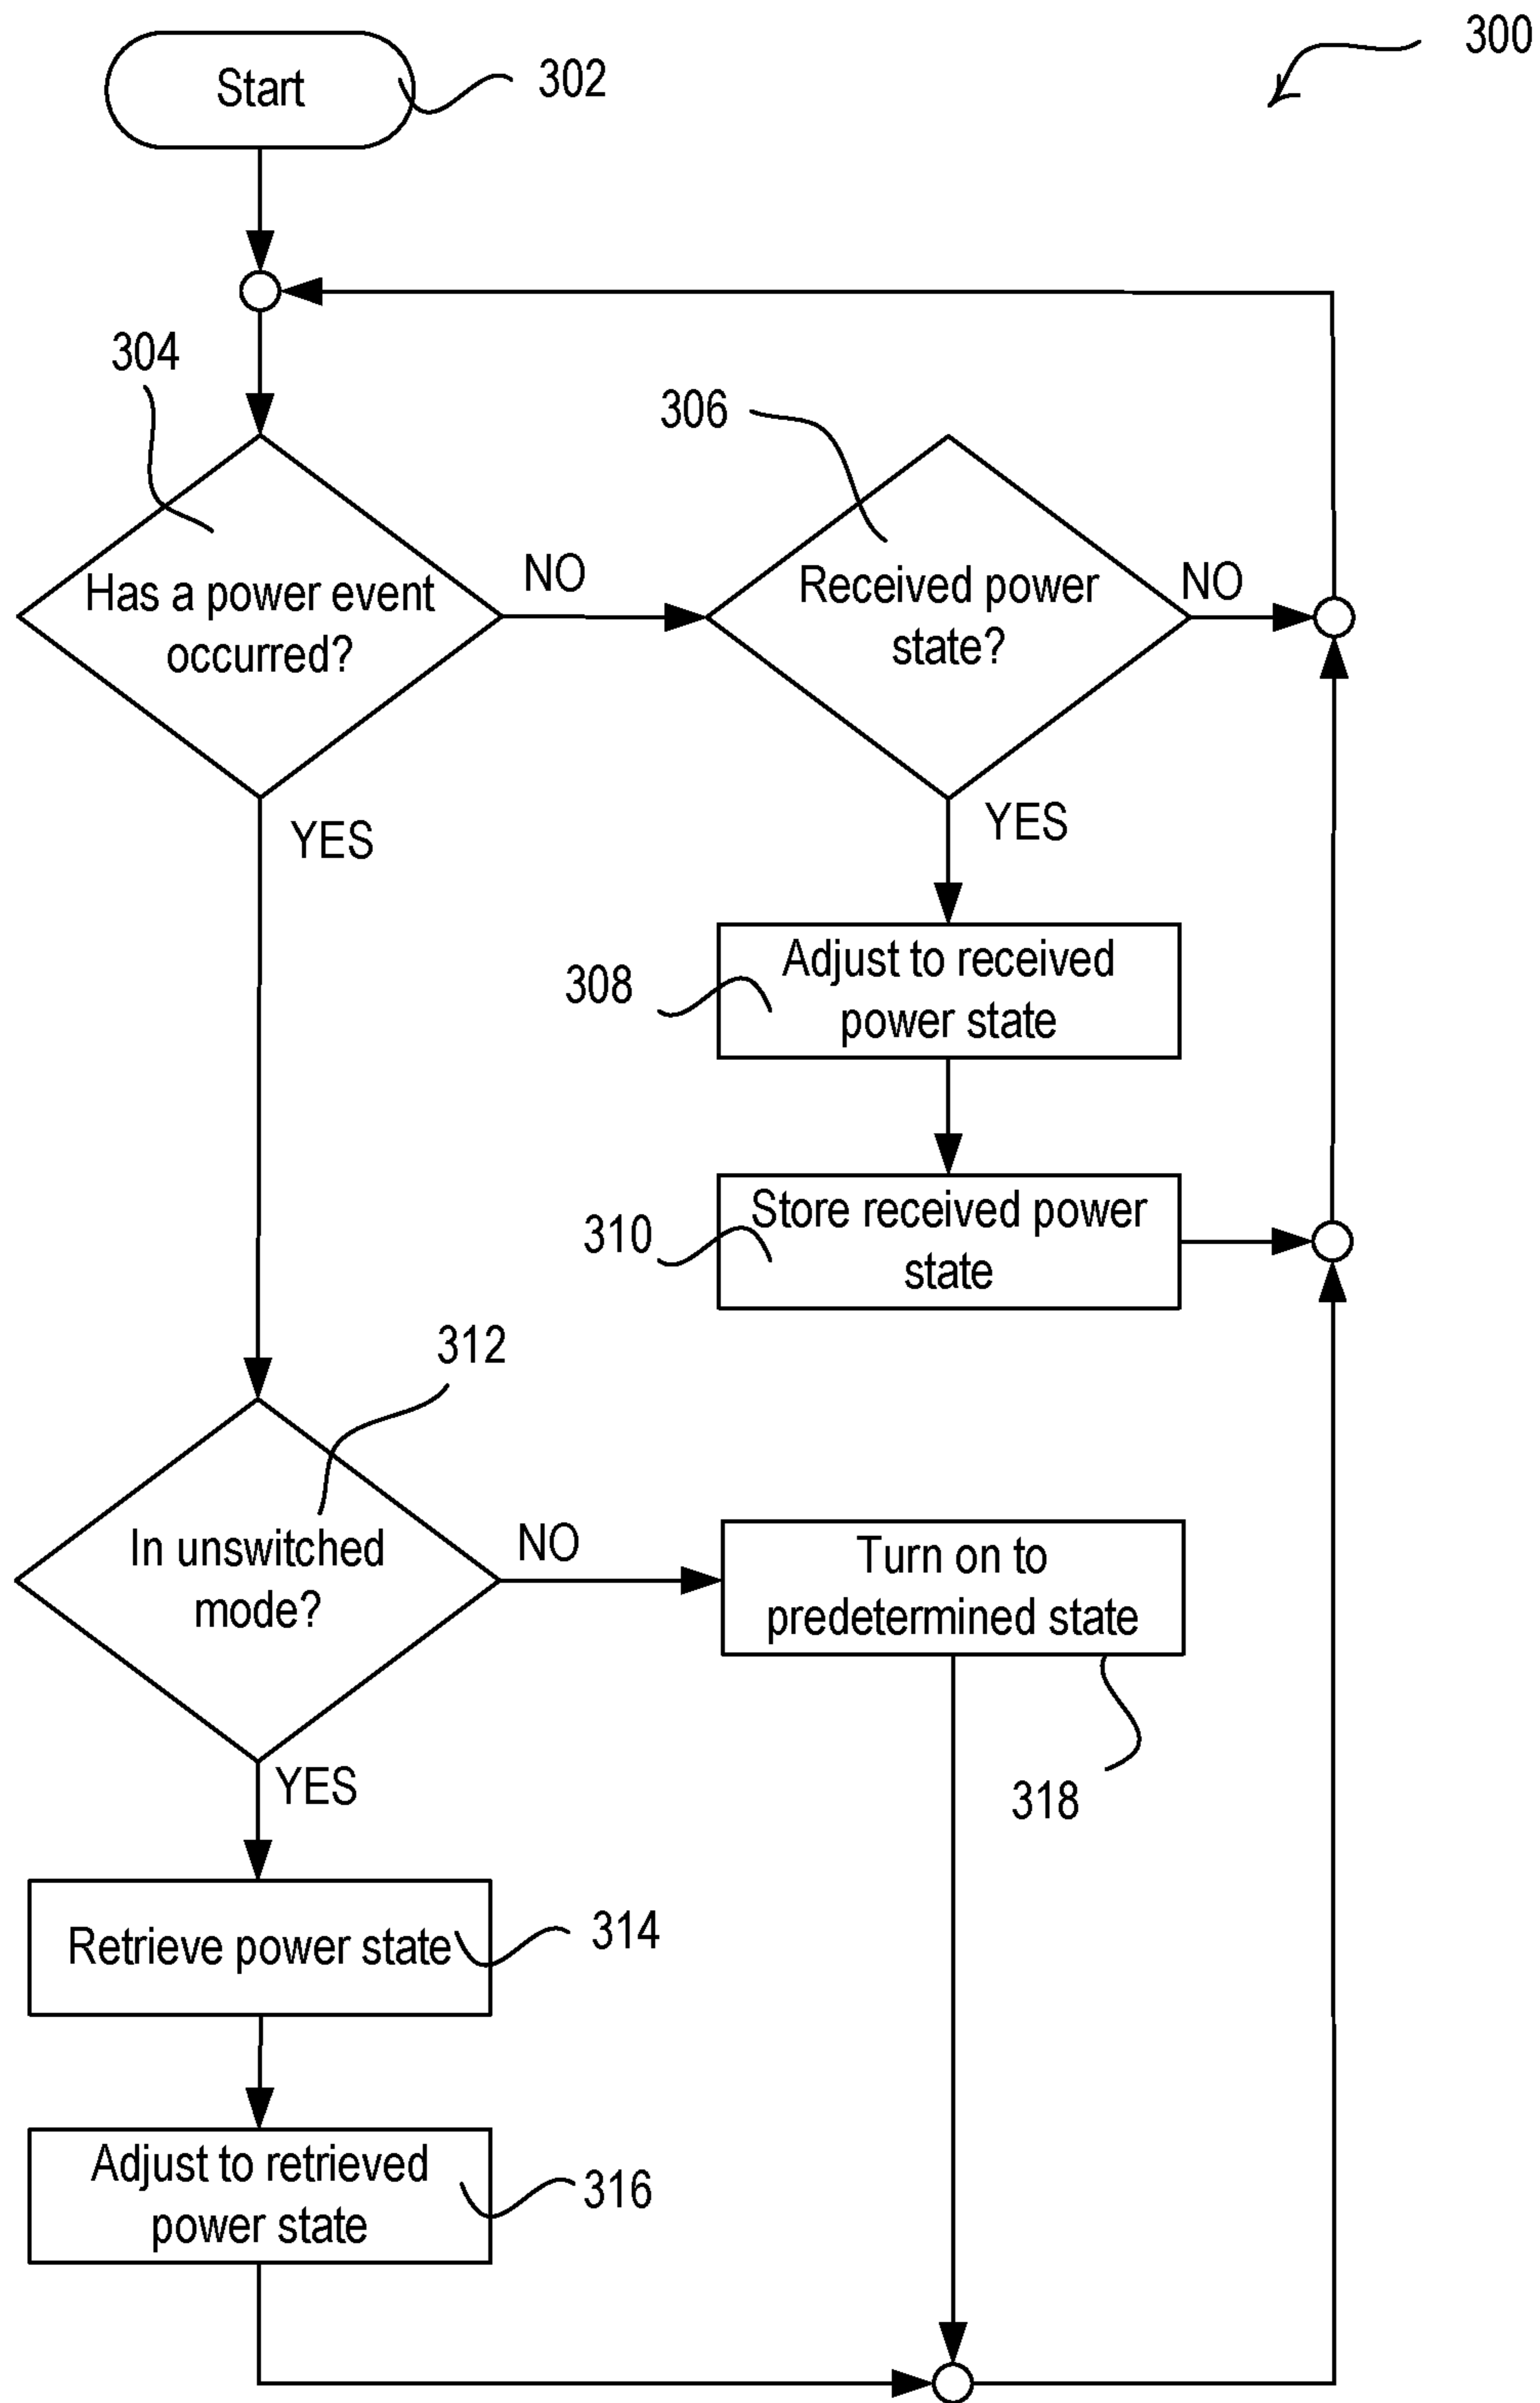 300
Start
302
304
306
Has a power event
occurred?
NO
Received power
state?
NO
YES
YES
308
Adjust to received
power state
310
Store received power
state
312
In unswitched
mode?
NO
Turn on to
predetermined state
318
YES
Retrieve power state
314
Adjust to retrieved
power state
316